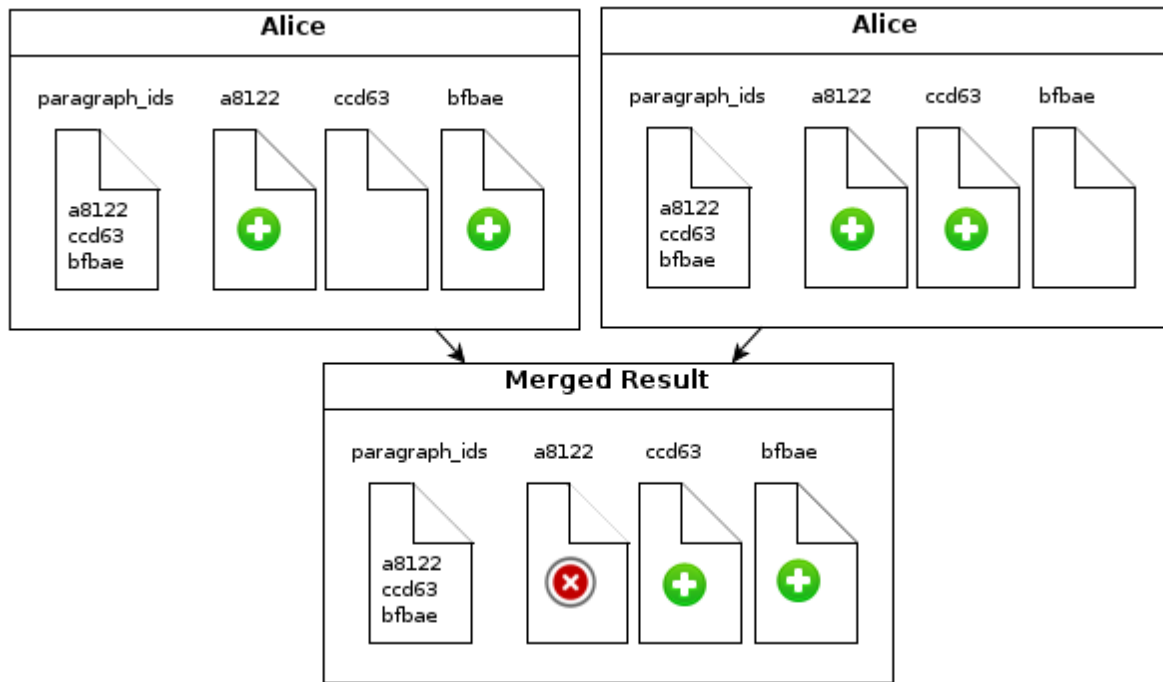 Alice
paragraph_ids a8122 ccd63 bfbae
a8122
ccd63
bfbae
Alice
paragraph_ids a8122 ccd63 bfbae
a8122
ccd63
bfbae
Merged Result
paragraph_ids a8122 ccd63 bfbae
a8122
ccd63
bfbae